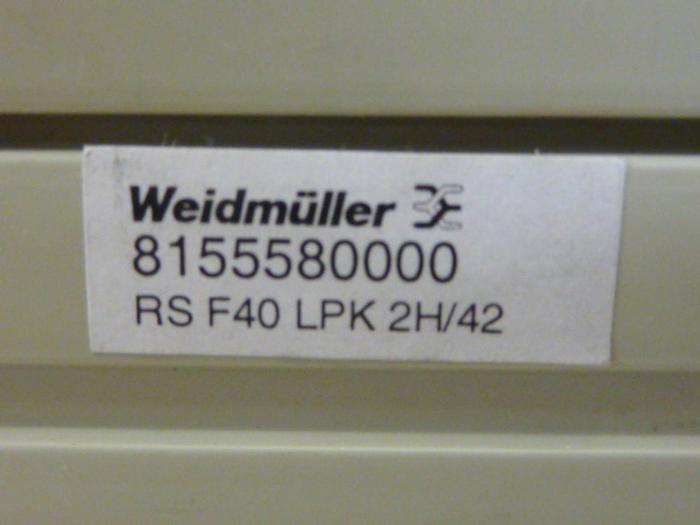 Weidmüller
8155580000
RS F40 LPK 2H/42